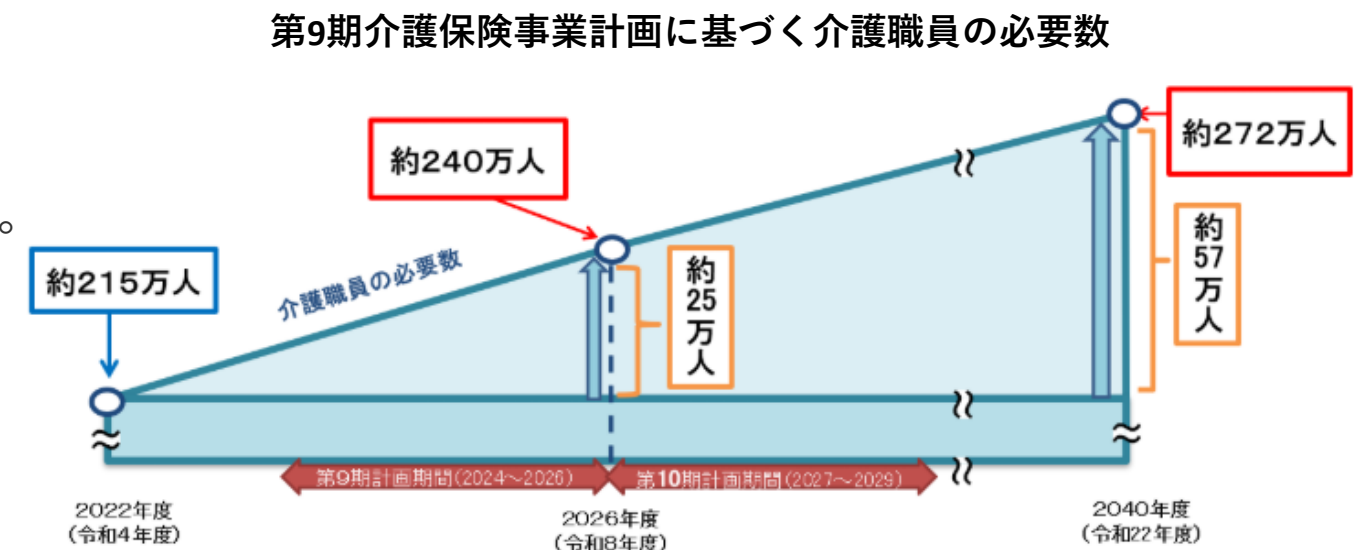 第9期介護保険事業計画に基づく介護職員の必要数
約272万人
約240万人
。
約215万人
介護職員の必要数
約25万人
約57万人
第9期計画期間(2024～2026)
第10期計画期間(2027～2029)
2022年度
(令和4年度)
2026年度
(令和8年度)
2040年度
(令和22年度)